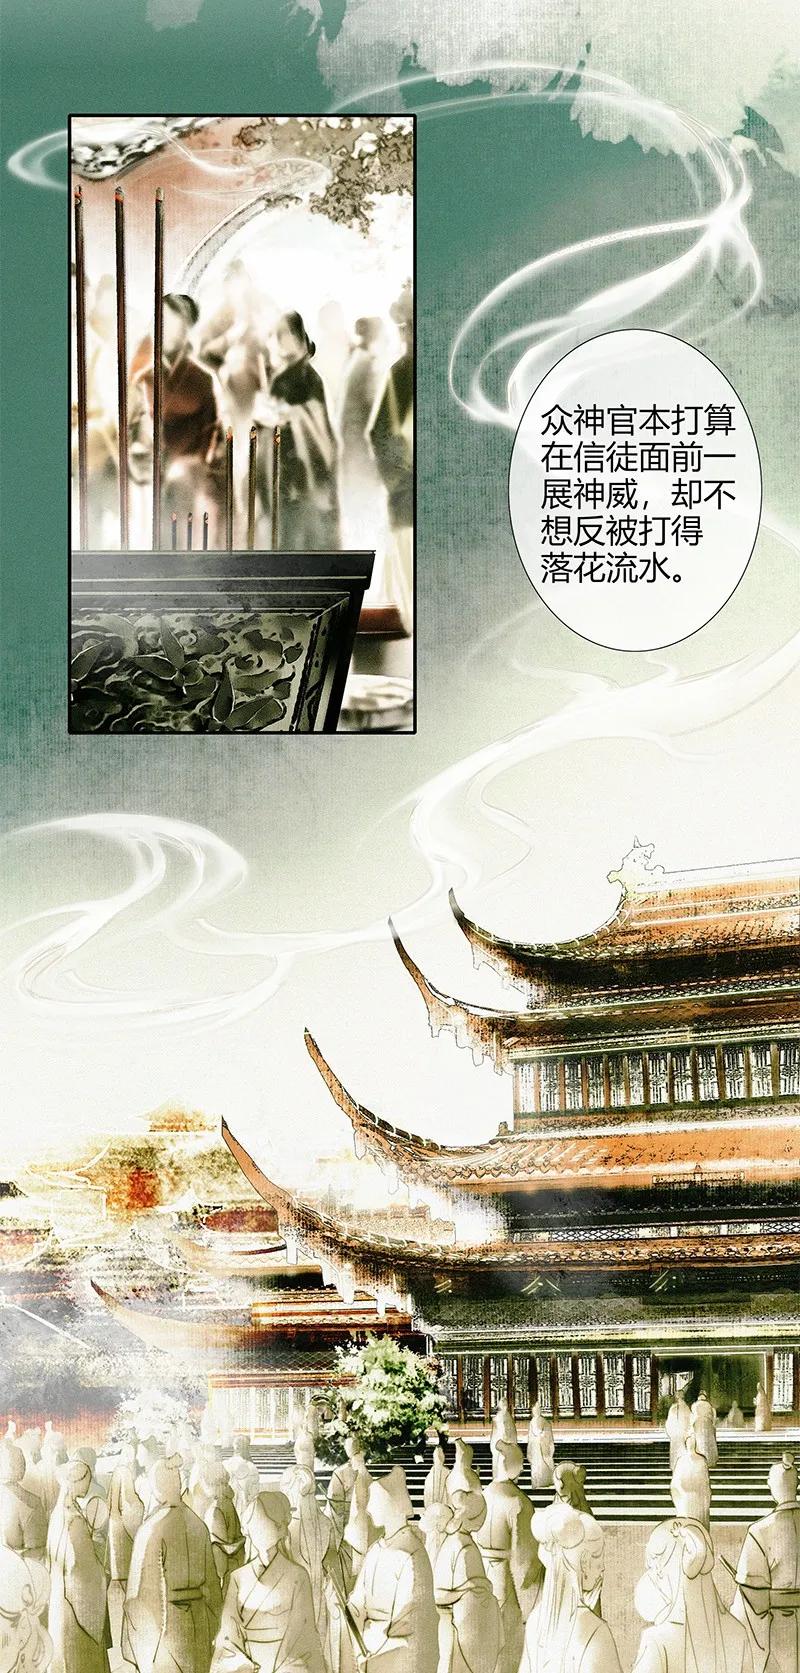 众神官本打算
在信徒面前一
展神威，却不
想反被打得
落花流水。